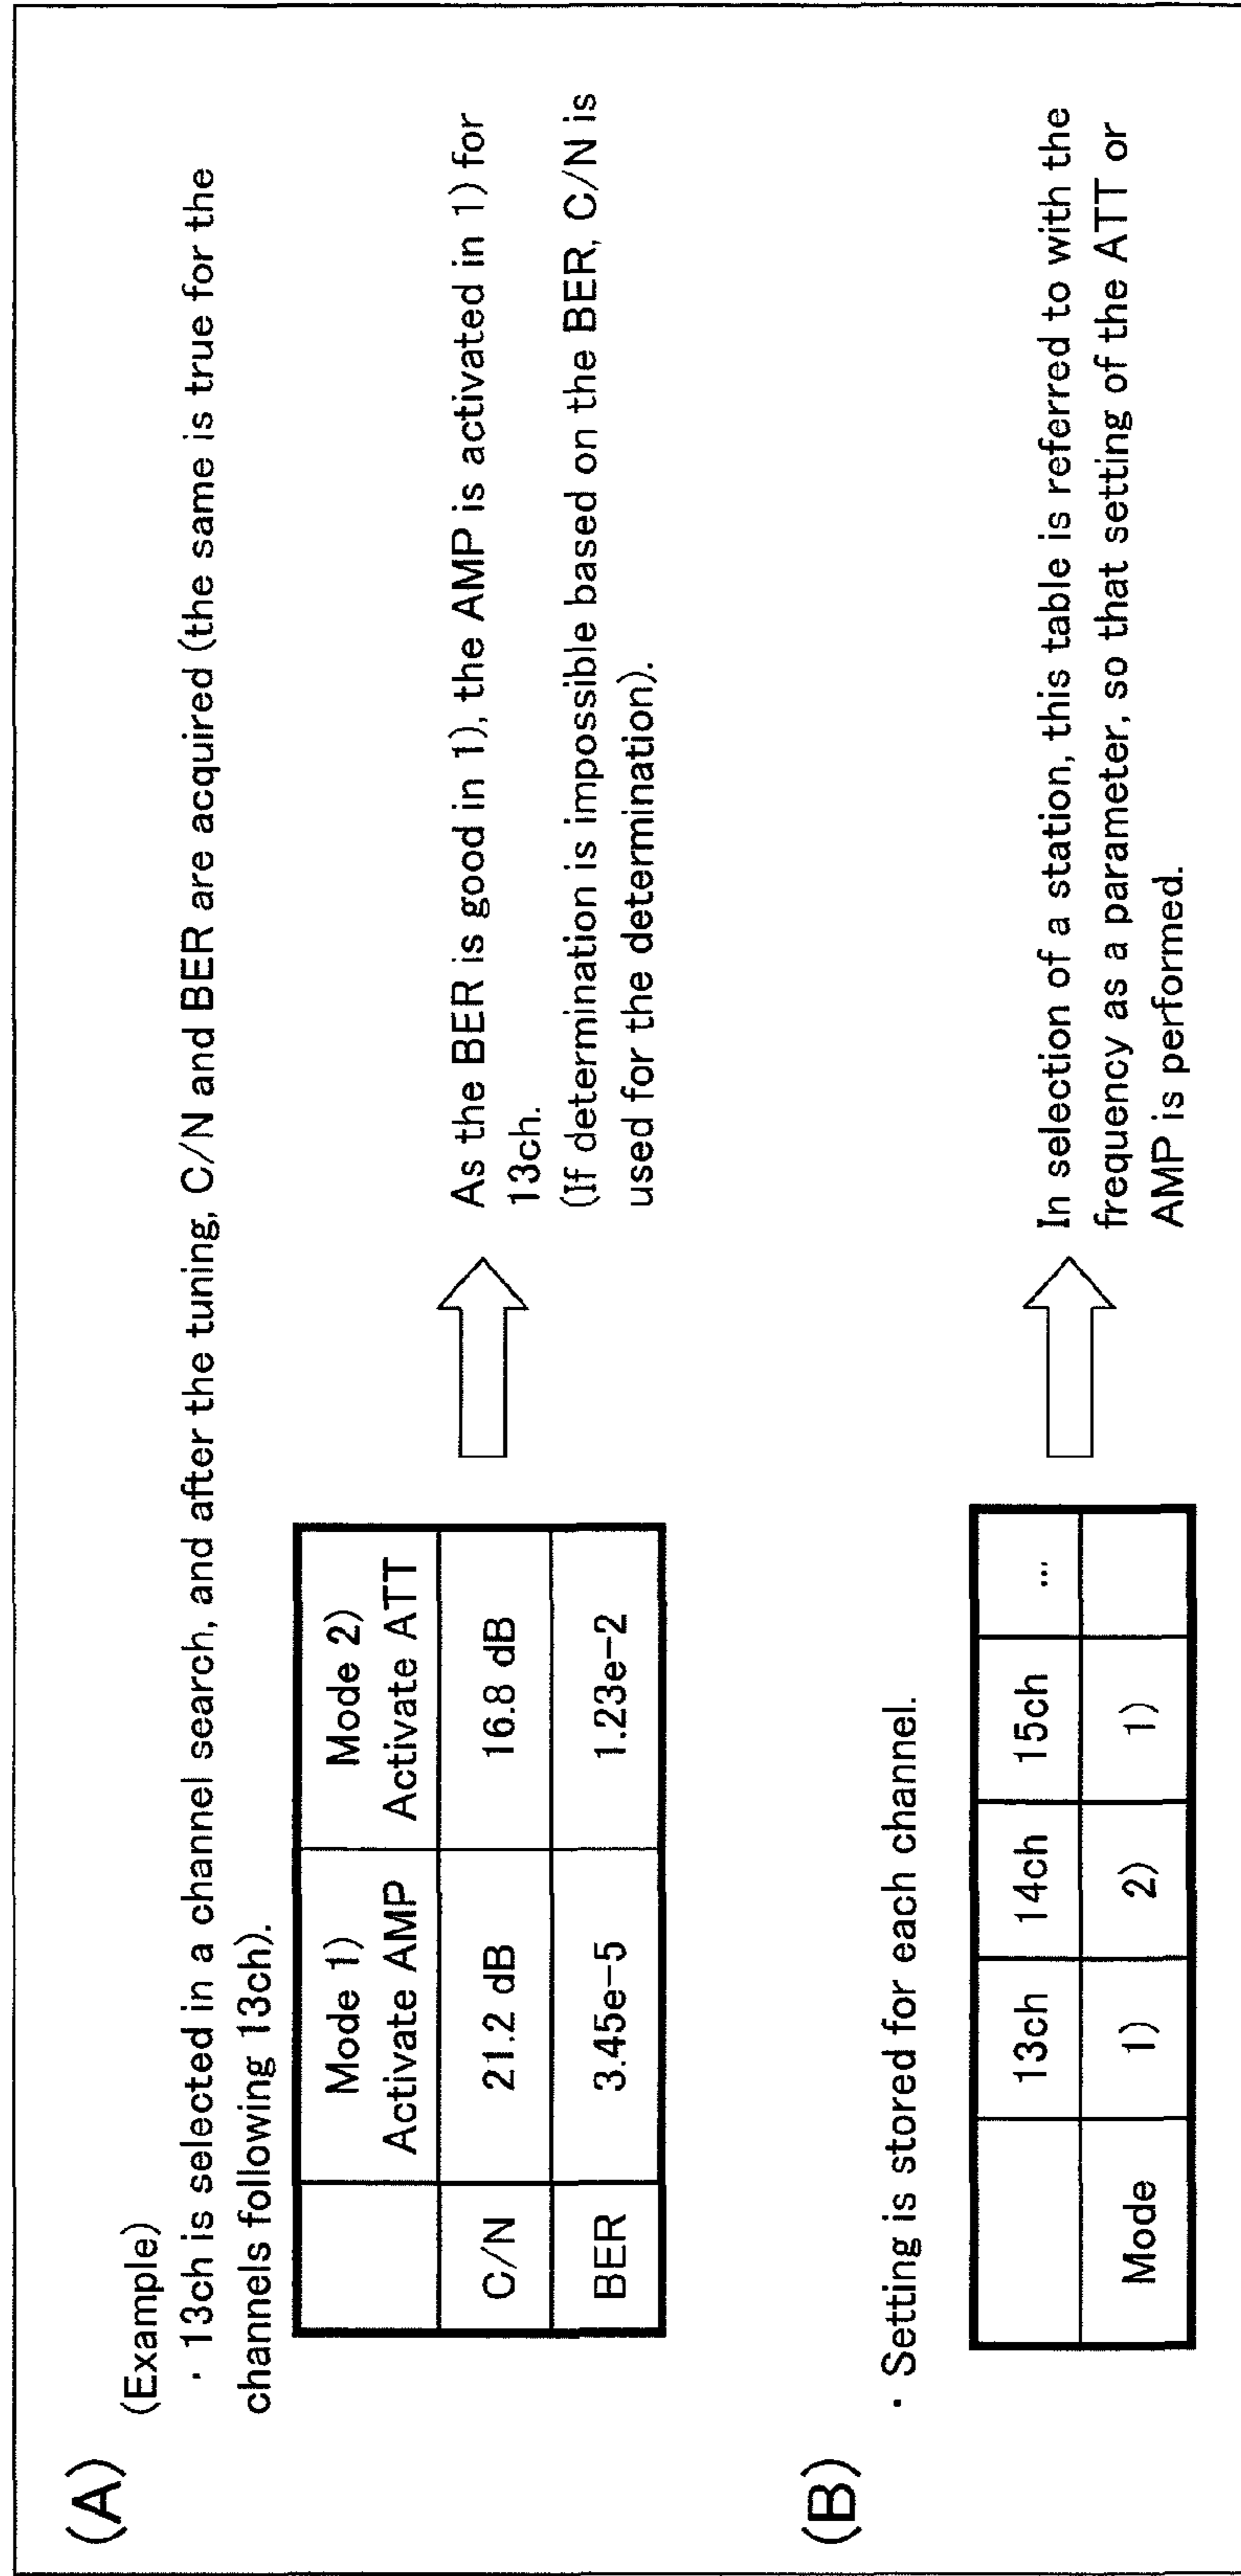 (A)
(Example)
・13ch is selected in a channel search, and after the tuning, C/N and BER are acquired (the same is true for the
channels following 13ch).
Mode 1) Mode 2)
Activate AMP Activate ATT
C/N 21.2 dB 16.8 dB
BER 3.45e-5 1.23e-2
As the BER is good in 1), the AMP is activated in 1) for
13ch.
(If determination is impossible based on the BER, C/N is
used for the determination).
(B)
・Setting is stored for each channel.
13ch 14ch 15ch ...
Mode 1) 2) 1)
In selection of a station, this table is referred to with the
frequency as a parameter, so that setting of the ATT or
AMP is performed.